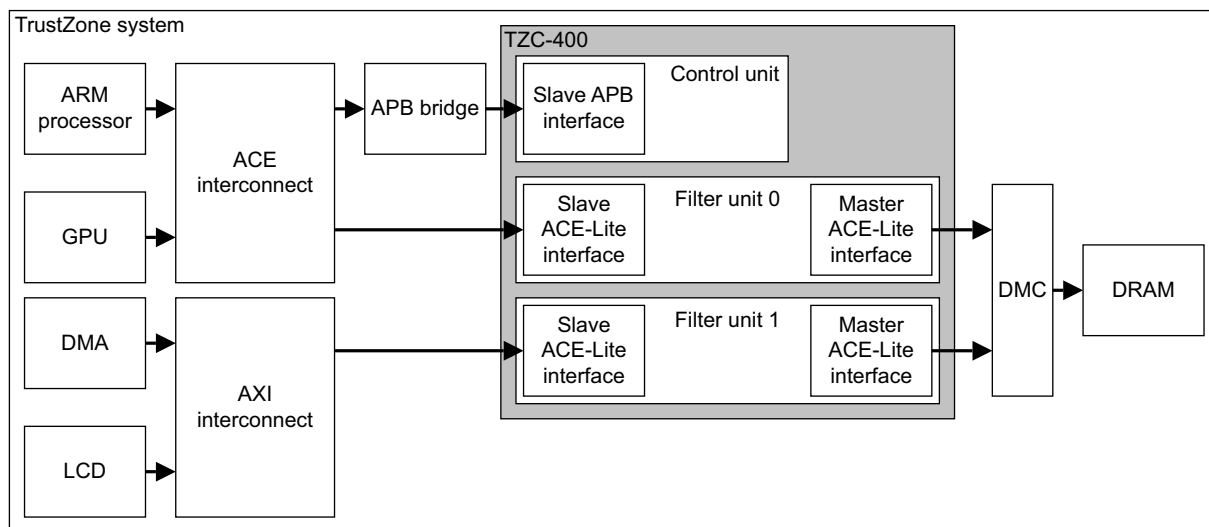 TrustZone system
TZC-400
ARM
processor
ACE
interconnect
APB bridge
Slave APB
interface
Control unit
GPU
Slave
ACE-Lite
interface
Filter unit 0
Master
ACE-Lite
interface
DMA
AXI
interconnect
Slave
ACE-Lite
interface
Filter unit 1
Master
ACE-Lite
interface
DMC
DRAM
LCD